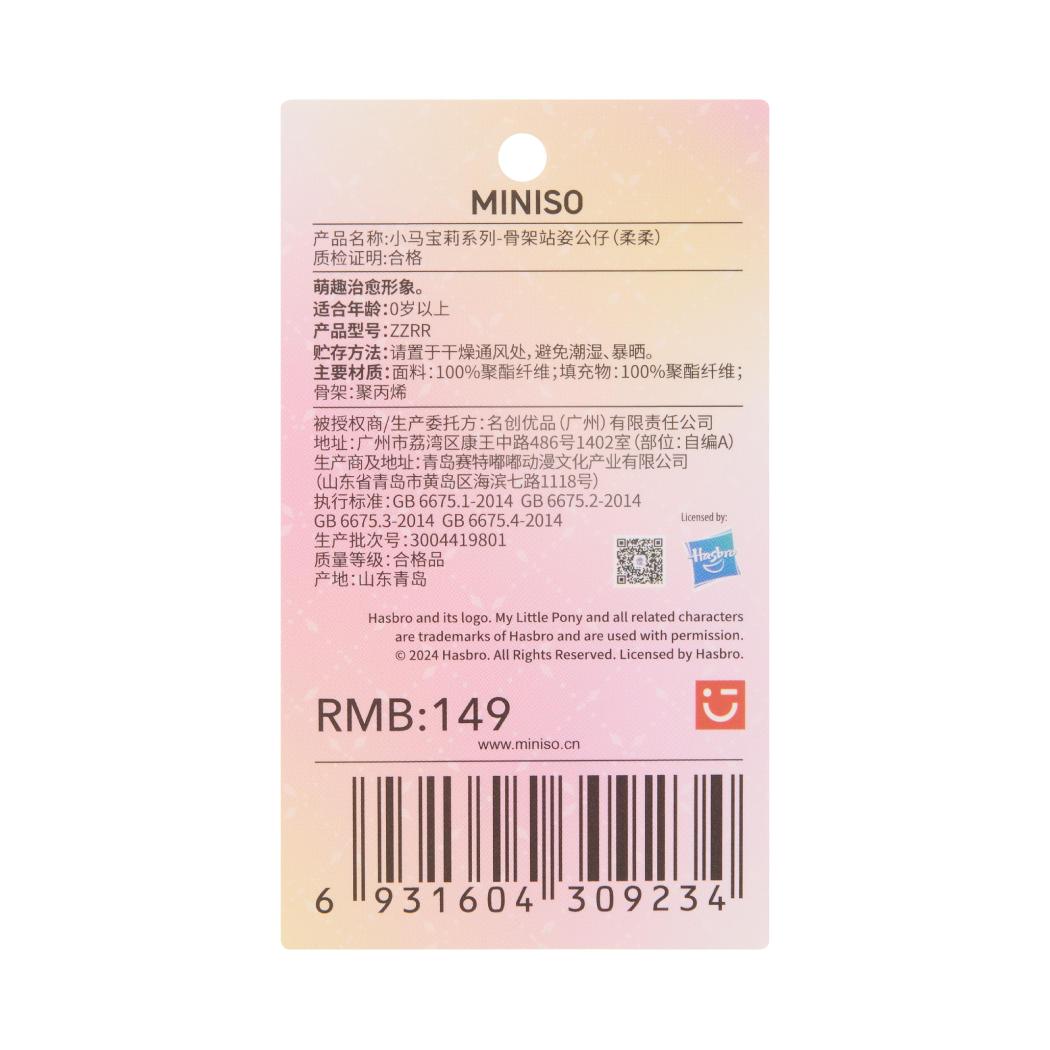 MINISO
产品名称:小马宝莉系列-骨架站姿公仔(柔柔)
质检证明:合格
萌趣治愈形象。
适合年龄:0岁以上
产品型号:ZZRR
贮存方法:请置于干燥通风处,避免潮湿、暴晒。
主要材质:面料:100%聚酯纤维;填充物:100%聚酯纤维;
骨架:聚丙烯
被授权商/生产委托方:名创优品(广州)有限责任公司
地址:广州市荔湾区康王中路486号1402室(部位:自编A)
生产商及地址:青岛赛特嘟嘟动漫文化产业有限公司
(山东省青岛市黄岛区海滨七路1118号)
执行标准:GB 6675.1-2014 GB 6675.2-2014
GB 6675.3-2014 GB 6675.4-2014
生产批次号:3004419801
质量等级:合格品
产地:山东青岛
Licensed by:
Hasbro
Hasbro and its logo. My Little Pony and all related characters
are trademarks of Hasbro and are used with permission.
© 2024 Hasbro. All Rights Reserved. Licensed by Hasbro.
RMB:149
www.miniso.cn
6 931604 309234